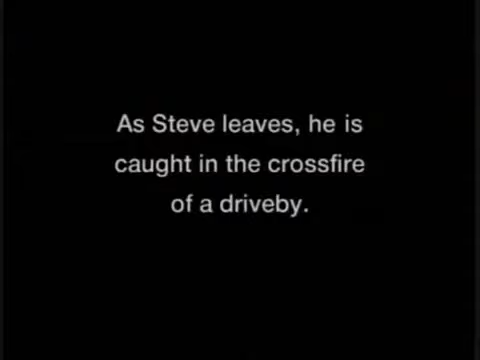 As Steve leaves, he is
caught in the crossfire
of a driveby.